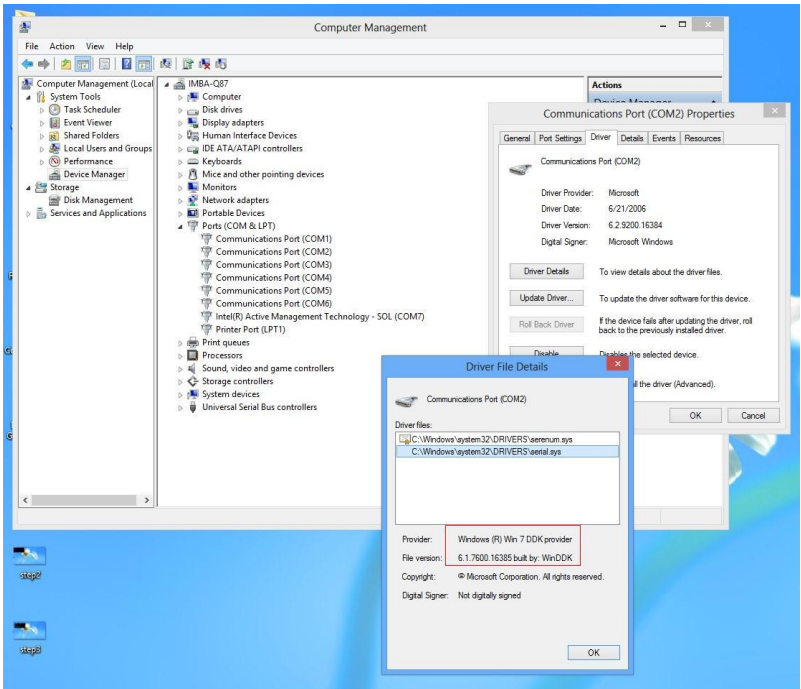 Computer Management
File Action View Help
Computer Management (Local
System Tools
Task Scheduler
Event Viewer
Shared Folders
Local Users and Groups
Performance
Device Manager
Storage
Disk Management
Services and Applications
IMBA-Q87
Computer
Disk drives
Display adapters
Human Interface Devices
IDE ATA/ATAPI controllers
Keyboards
Mice and other pointing devices
Monitors
Network adapters
Portable Devices
Ports (COM & LPT)
Communications Port (COM1)
Communications Port (COM2)
Communications Port (COM3)
Communications Port (COM4)
Communications Port (COM5)
Communications Port (COM6)
Intel(R) Active Management Technology - SOL (COM7)
Printer Port (LPT1)
Print queues
Processors
Sound, video and game controllers
Storage controllers
System devices
Universal Serial Bus controllers
Actions
Device Manager
Communications Port (COM2) Properties
General Port Settings Driver Details Events Resources
Communications Port (COM2)
Driver Provider: Microsoft
Driver Date: 6/21/2006
Driver Version: 6.2.9200.16384
Digital Signer: Microsoft Windows
Driver Details To view details about the driver files.
Update Driver... To update the driver software for this device.
Roll Back Driver If the device fails after updating the driver, roll
back to the previously installed driver.
Disable Disables the selected device.
the driver (Advanced).
OK Cancel
Driver File Details
Communications Port (COM2)
Driver files:
C:\Windows\system32\DRIVERS\serenum.sys
C:\Windows\system32\DRIVERS\serial.sys
Provider: Windows (R) Win 7 DDK provider
File version: 6.1.7600.16385 built by: WinDDK
Copyright: © Microsoft Corporation. All rights reserved.
Digital Signer: Not digitally signed
OK
step2
step3